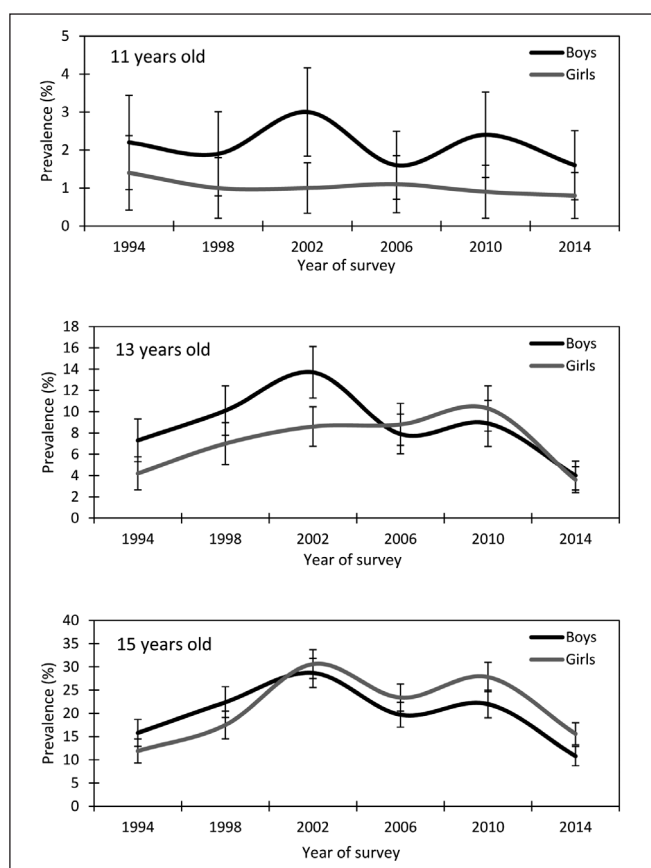 5
4
3
2
1
0
Prevalence (%)
11 years old
Boys
Girls
1994 1998 2002 2006 2010 2014
Year of survey
18
16
14
12
10
8
6
4
2
0
Prevalence (%)
13 years old
Boys
Girls
1994 1998 2002 2006 2010 2014
Year of survey
40
35
30
25
20
15
10
5
0
Prevalence (%)
15 years old
Boys
Girls
1994 1998 2002 2006 2010 2014
Year of survey